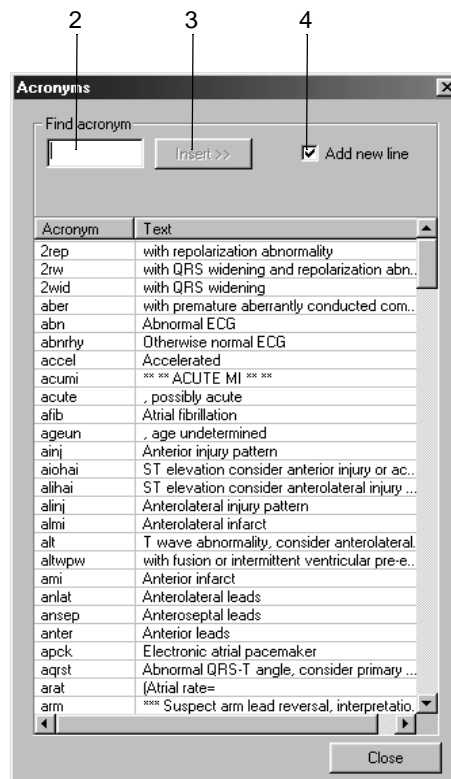 2 3 4
Acronyms
Find acronym
Insert >> Add new line
Acronym Text
2rep with repolarization abnormality
2rw with QRS widening and repolarization abn..
2wid with QRS widening
aber with premature aberrantly conducted com..
abn Abnormal ECG
abnrhy Otherwise normal ECG
accel Accelerated
acumi ** ** ACUTE MI ** **
acute , possibly acute
afib Atrial fibrillation
ageun , age undetermined
ainj Anterior injury pattern
aiohai ST elevation consider anterior injury or ac..
alihai ST elevation consider anterolateral injury ...
alinj Anterolateral injury pattern
almi Anterolateral infarct
alt T wave abnormality, consider anterolateral.
altwpw with fusion or intermittent ventricular pre-e..
ami Anterior infarct
anlat Anterolateral leads
ansep Anteroseptal leads
anter Anterior leads
apck Electronic atrial pacemaker
aqrst Abnormal QRS-T angle, consider primary ...
arat (Atrial rate=
arm *** Suspect arm lead reversal, interpretatio.
Close